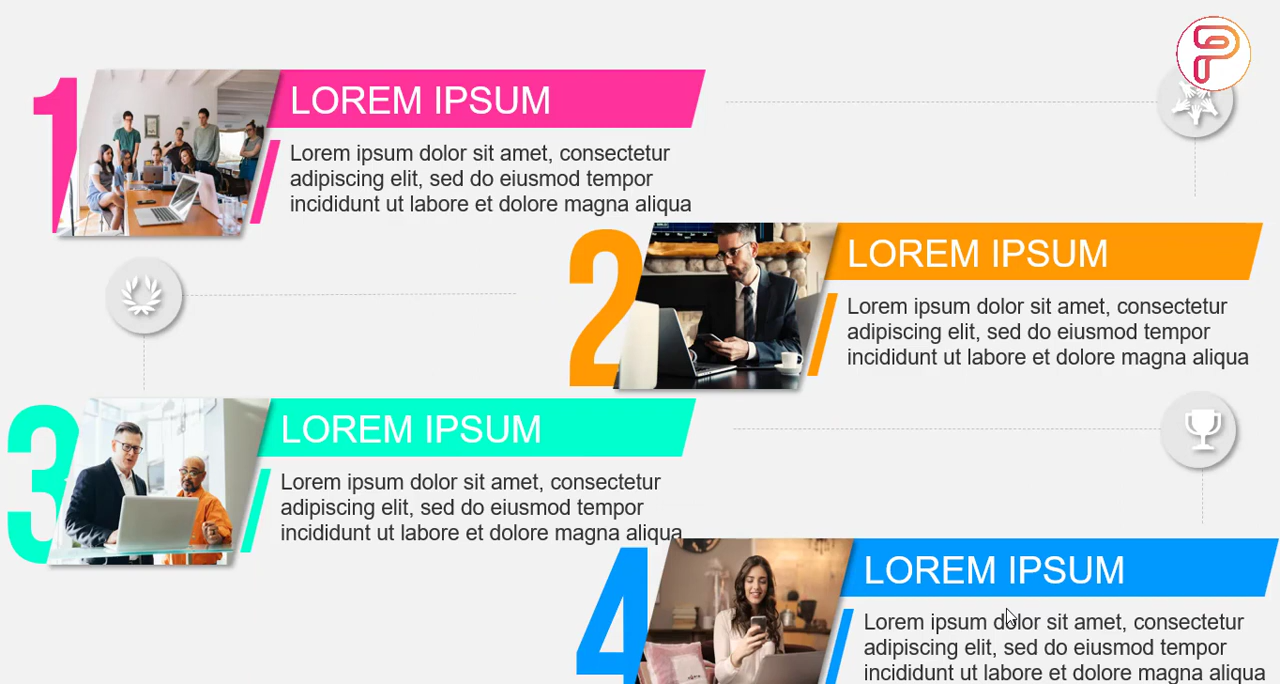 1
LOREM IPSUM
Lorem ipsum dolor sit amet, consectetur
adipiscing elit, sed do eiusmod tempor
incididunt ut labore et dolore magna aliqua
2
LOREM IPSUM
Lorem ipsum dolor sit amet, consectetur
adipiscing elit, sed do eiusmod tempor
incididunt ut labore et dolore magna aliqua
3
LOREM IPSUM
Lorem ipsum dolor sit amet, consectetur
adipiscing elit, sed do eiusmod tempor
incididunt ut labore et dolore magna aliqua
4
LOREM IPSUM
Lorem ipsum dolor sit amet, consectetur
adipiscing elit, sed do eiusmod tempor
incididunt ut labore et dolore magna aliqua